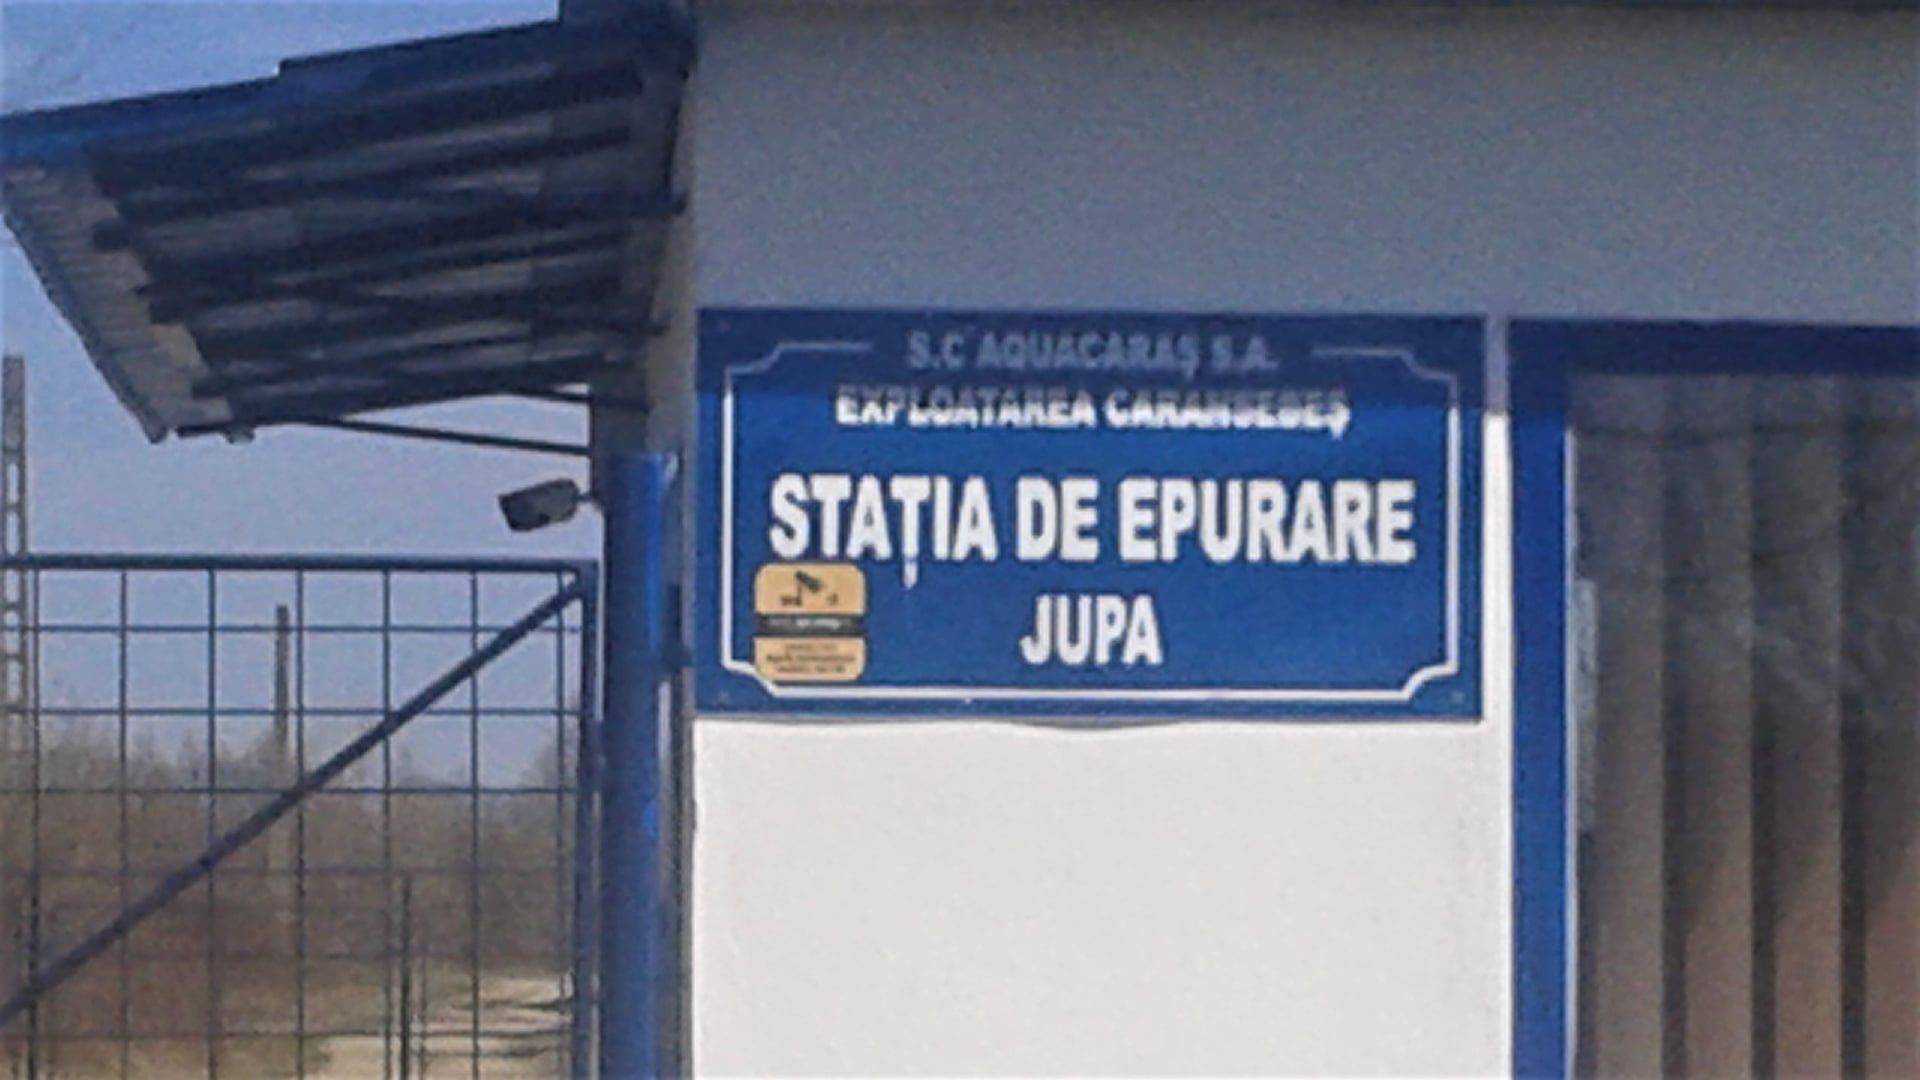 S.C AQUACARAȘ S.A.
EXPLOATAREA CARANSEBEȘ
STAȚIA DE EPURARE
JUPA